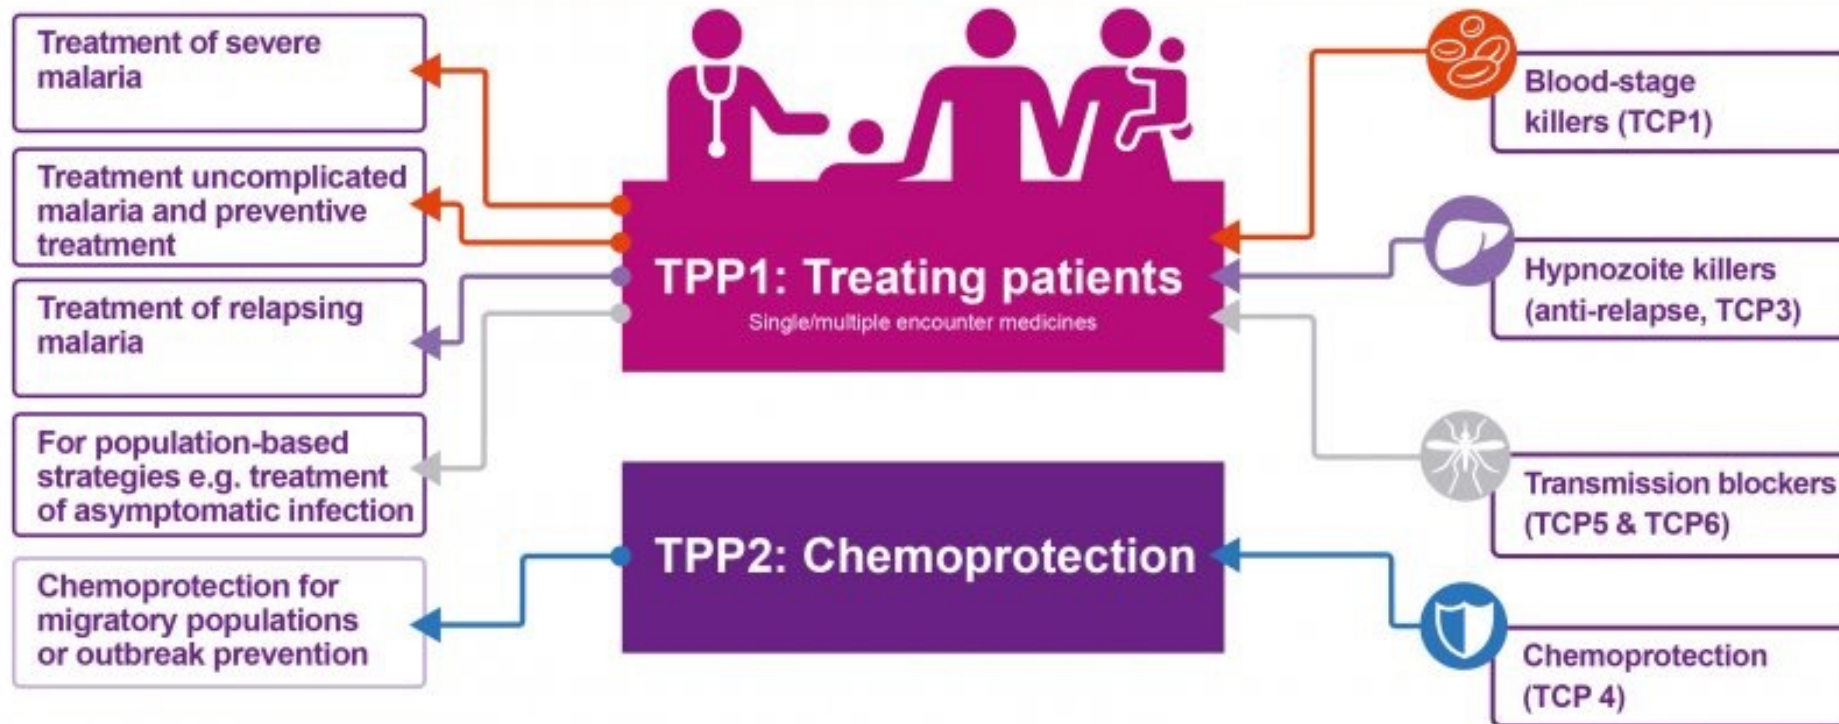 Treatment of severe
malaria
Treatment uncomplicated
malaria and preventive
treatment
Treatment of relapsing
malaria
For population-based
strategies e.g. treatment
of asymptomatic infection
Chemoprotection for
migratory populations
or outbreak prevention
TPP1: Treating patients
Single/multiple encounter medicines
TPP2: Chemoprotection
Blood-stage
killers (TCP1)
Hypnozoite killers
(anti-relapse, TCP3)
Transmission blockers
(TCP5 & TCP6)
Chemoprotection
(TCP 4)